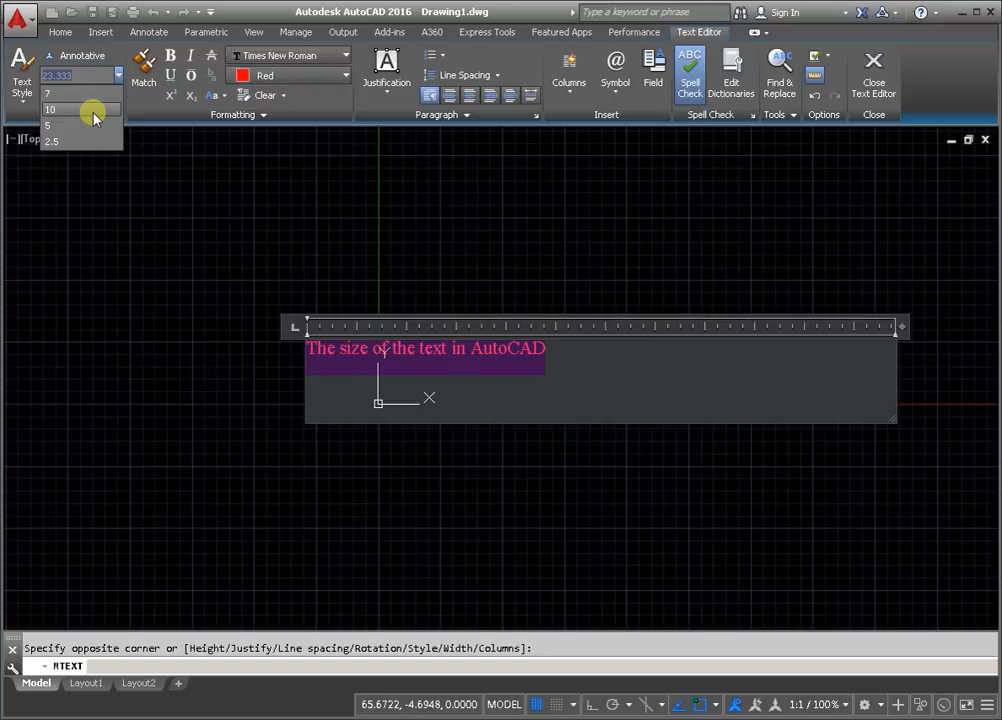 Autodesk AutoCAD 2016 Drawing1.dwg
Type a keyword or phrase
Sign In
Home Insert Annotate Parametric View Manage Output Add-ins A360 Express Tools Featured Apps Performance Text Editor
Annotative
23.333
7
10
5
2.5
Text
Style
Match
B I A
U O
Times New Roman
Red
Aa
Clear
Formatting
Justification
Line Spacing
Paragraph
Columns
Symbol
Field
Insert
ABC
Spell
Check
Edit
Dictionaries
Spell Check
Find &
Replace
Tools
Options
Close
Text Editor
Close
[−][Top
The size of the text in AutoCAD
Y
X
Specify opposite corner or [Height/Justify/Line spacing/Rotation/Style/Width/Columns]:
MTEXT
Model Layout1 Layout2 +
65.6722, -4.6948, 0.0000 MODEL 1:1 / 100%